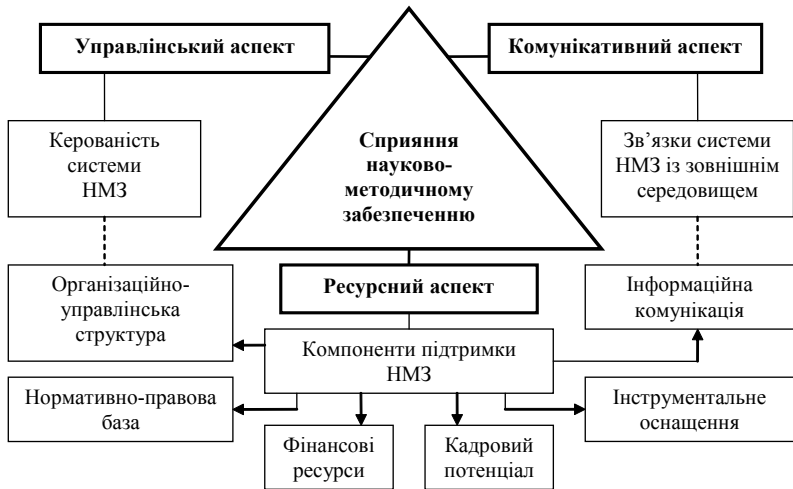 Управлінський аспект
Комунікативний аспект
Керованість
системи
НМЗ
Сприяння
науково-
методичному
забезпеченню
Зв’язки системи
НМЗ із зовнішнім
середовищем
Організаційно-
управлінська
структура
Ресурсний аспект
Інформаційна
комунікація
Компоненти підтримки
НМЗ
Нормативно-правова
база
Фінансові
ресурси
Кадровий
потенціал
Інструментальне
оснащення